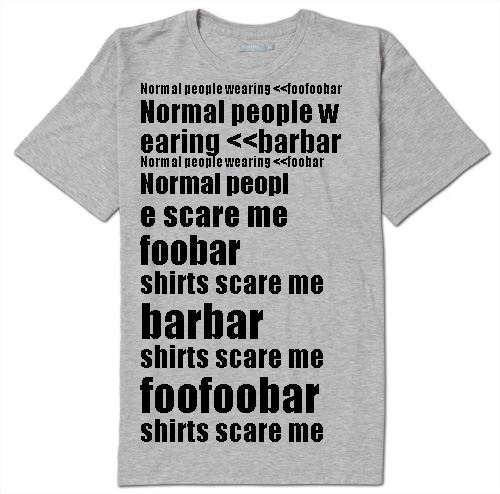 Normal people wearing <<foofoobar
Normal people w
earing <<barbar
Normal people wearing <<foobar
Normal peopl
e scare me
foobar
shirts scare me
barbar
shirts scare me
foofoobar
shirts scare me